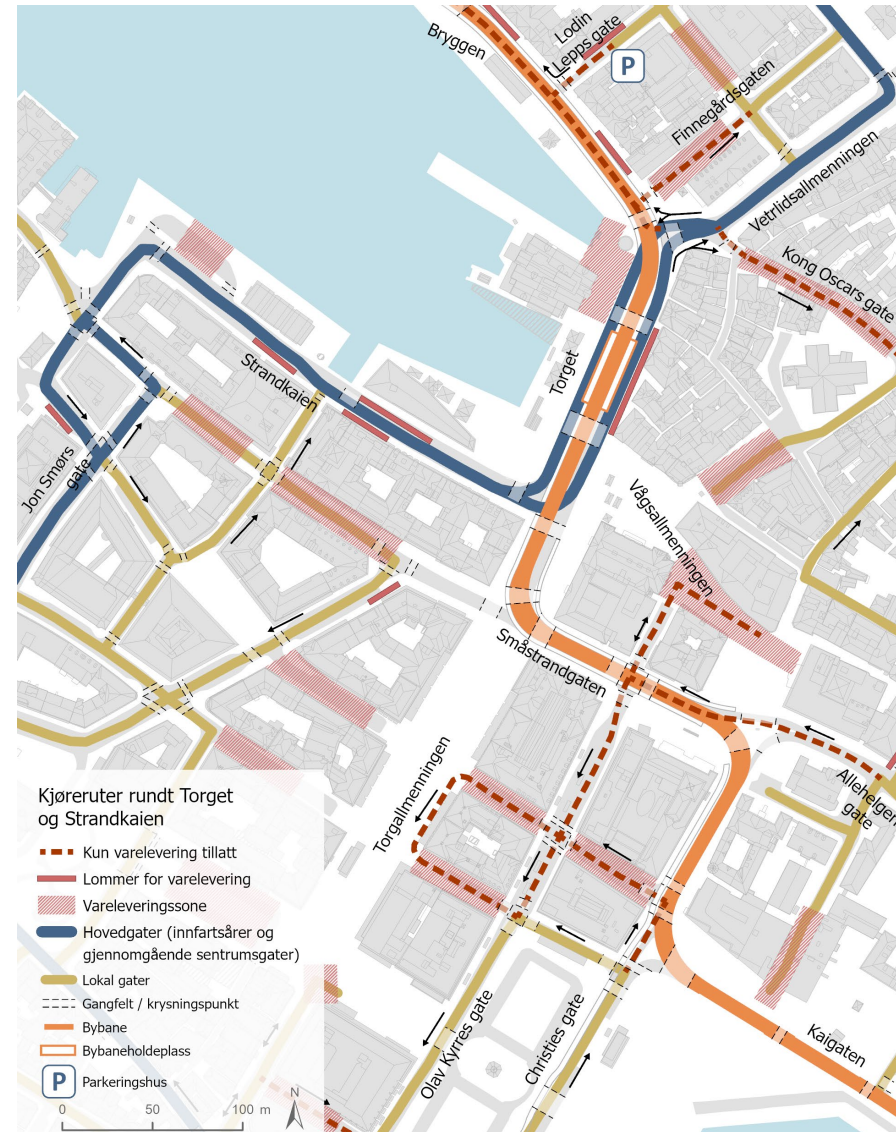 Bryggen
Lodin
Lepps gate
P
Finnegårdsgaten
Vetrlidsallmenningen
Kong Oscars gate
Torget
Strandkaien
Jon Smørs
gate
Vågsallmenningen
Småstrandgaten
Torgallmenningen
Allehelgens
gate
Olav Kyrres gate
Christies gate
Kaigaten
Kjøreruter rundt Torget
og Strandkaien
Kun varelevering tillatt
Lommer for varelevering
Vareleveringssone
Hovedgater (innfartsårer og
gjennomgående sentrumsgater)
Lokal gater
Gangfelt / krysningspunkt
Bybane
Bybaneholdeplass
P Parkeringshus
N
0 50 100 m